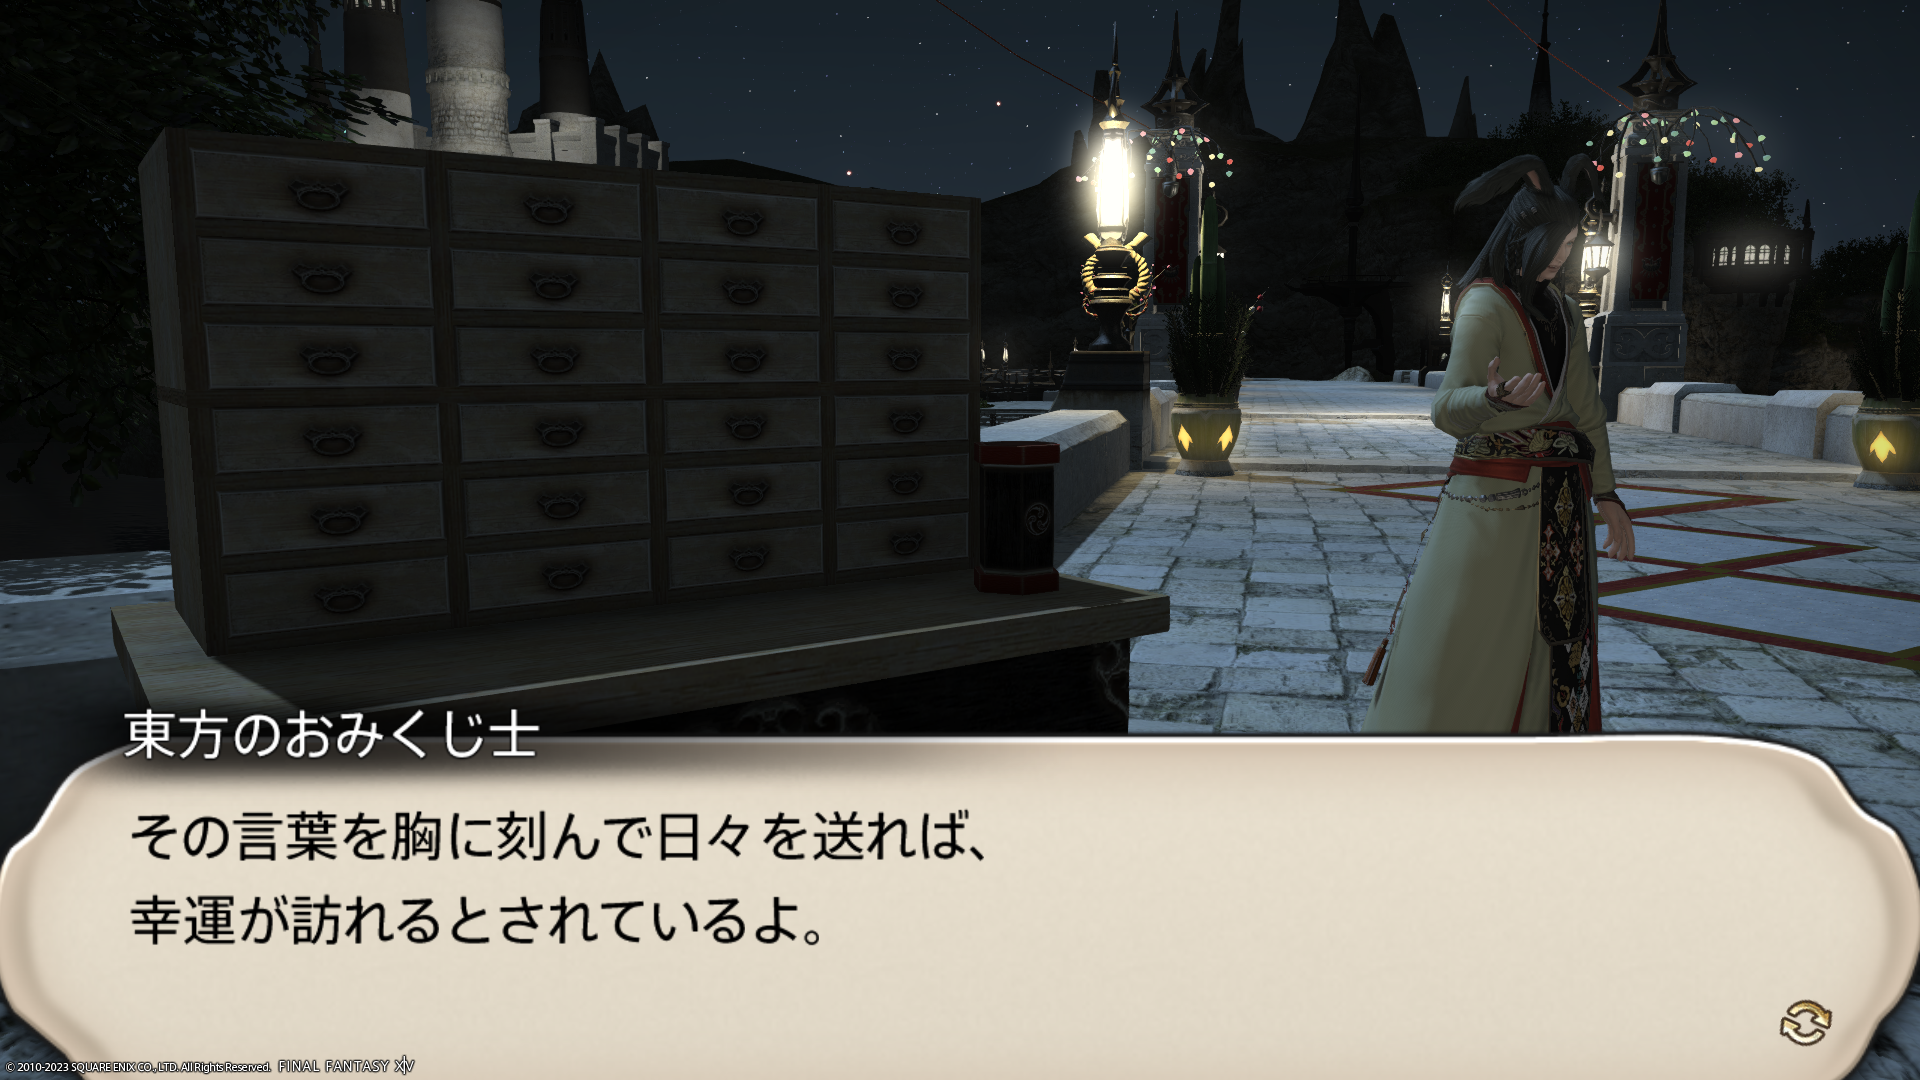 東方のおみくじ士
その言葉を胸に刻んで日々を送れば、
幸運が訪れるとされているよ。
© 2010-2023 SQUARE ENIX CO., LTD. All Rights Reserved. FINAL FANTASY XIV